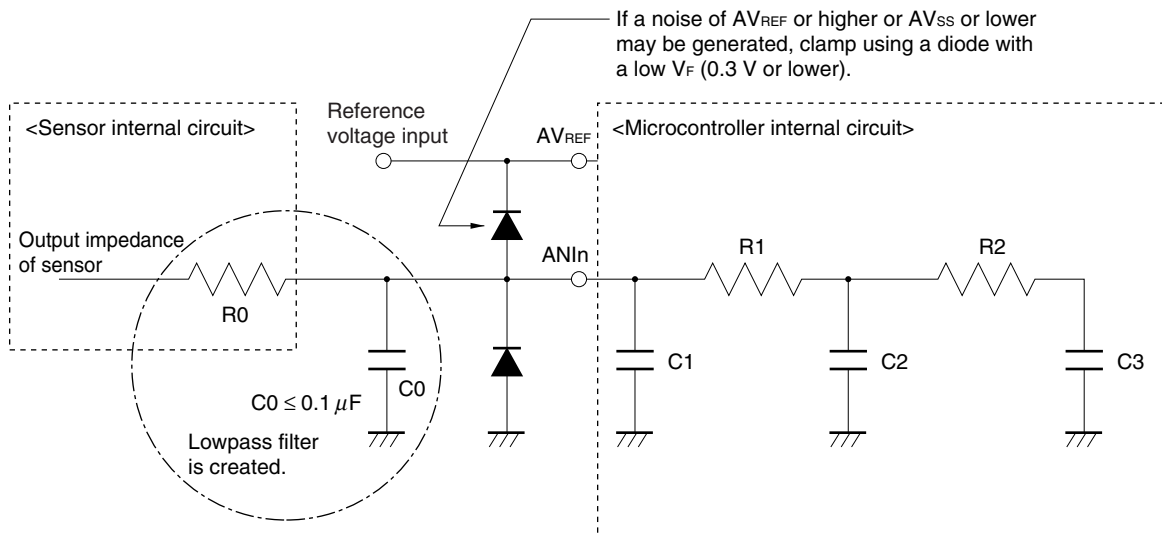 If a noise of AVREF or higher or AVSS or lower
may be generated, clamp using a diode with
a low VF (0.3 V or lower).
<Sensor internal circuit>
Reference
voltage input
AVREF
<Microcontroller internal circuit>
Output impedance
of sensor
ANIn
R1
R2
R0
C0
C1
C2
C3
C0 ≤ 0.1 μF
Lowpass filter
is created.